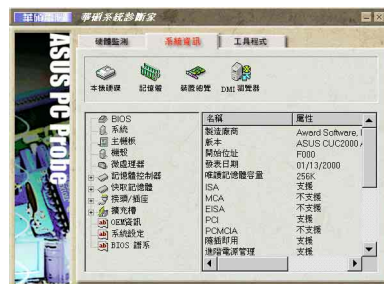 華碩電腦 華碩系統診斷家
ASUS PC Probe
硬體監測 系統資訊 工具程式
本機硬碟 記憶體 裝置總覽 DMI 瀏覽器
BIOS
系統
主機板
機殼
微處理器
記憶體控制器
快取記憶體
接頭/插座
擴充槽
OEM資訊
系統設定
BIOS 語系
名稱 屬性
製造廠商 Award Software, I
版本 ASUS CUC2000
開始位址 F000
發表日期 01/13/2000
唯讀記憶體容量 256K
ISA 支援
MCA 不支援
EISA 不支援
PCI 支援
PCMCIA 不支援
隨插即用 支援
進階電源管理 支援